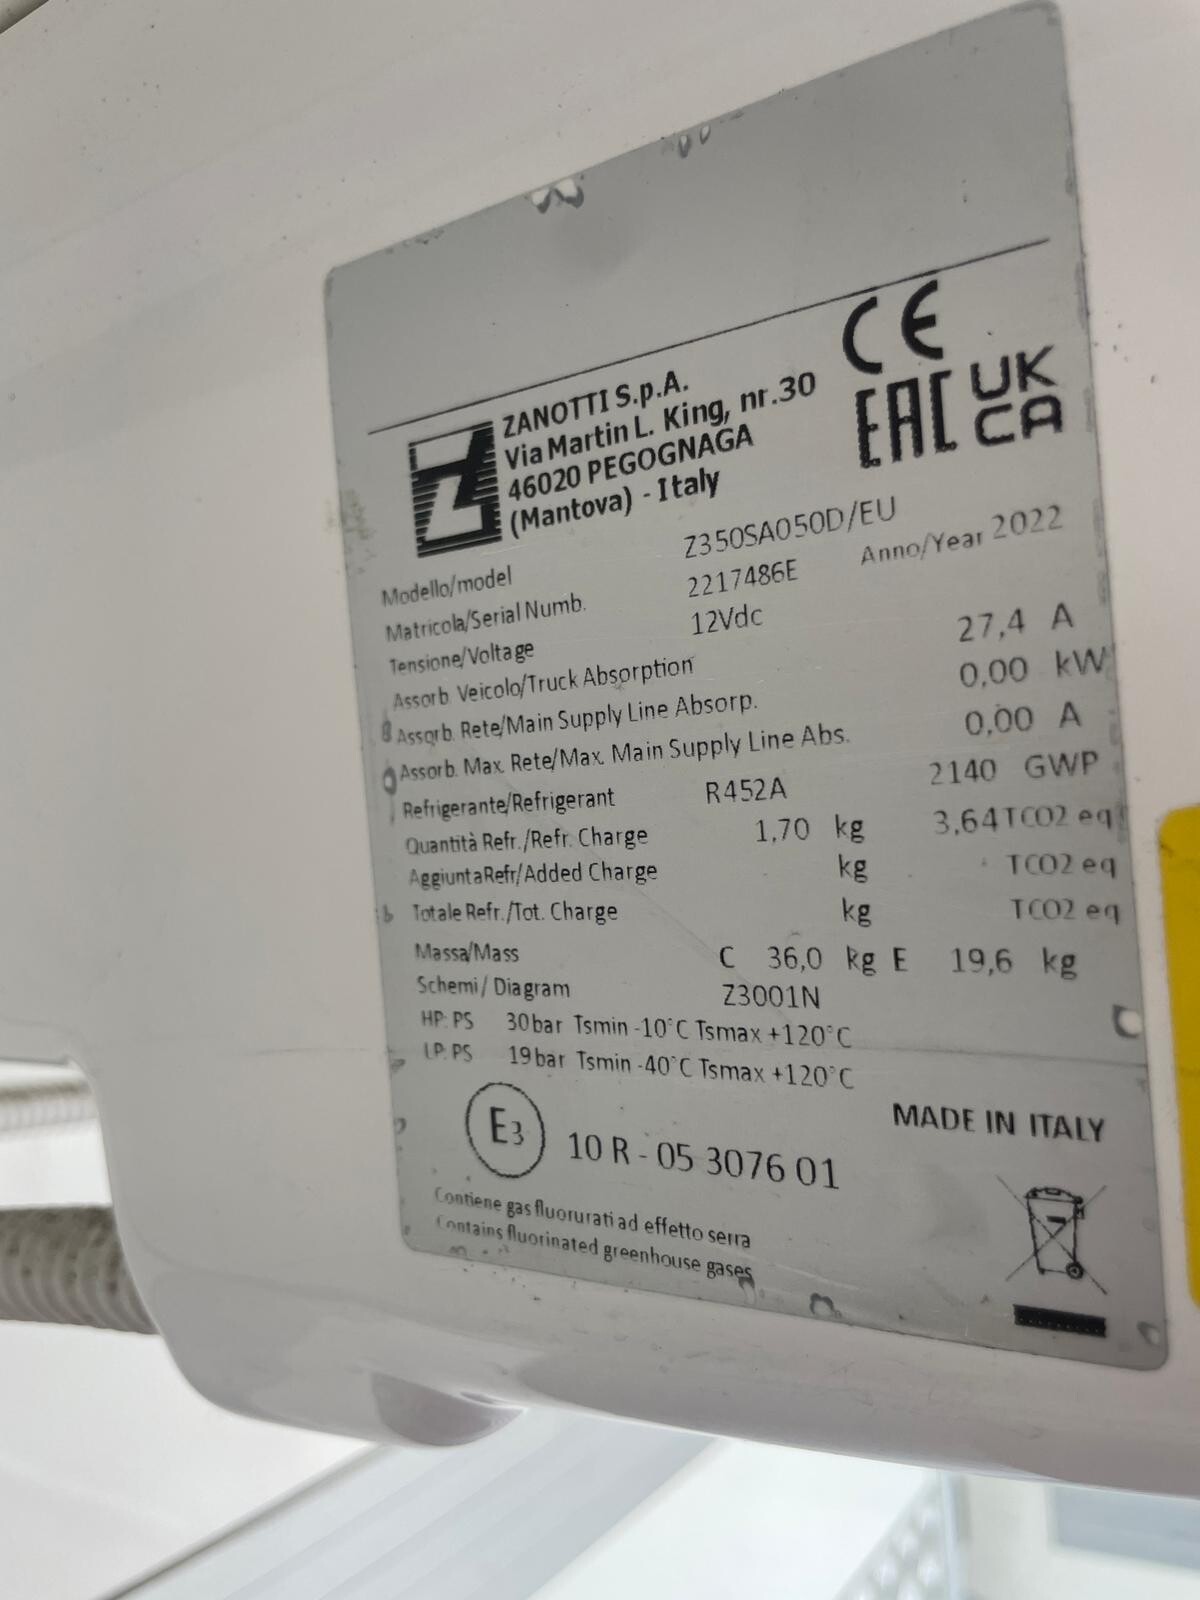 ZANOTTI S.p.A.
Via Martin L. King, nr.30
46020 PEGOGNAGA
(Mantova) - Italy
CE
EAC
UK
CA
Modello/model Z350SA050D/EU
Matricola/Serial Numb. 2217486E Anno/Year 2022
Tensione/Voltage 12Vdc
Assorb. Veicolo/Truck Absorption 27,4 A
Assorb. Rete/Main Supply Line Absorp. 0,00 kW
Assorb. Max. Rete/Max. Main Supply Line Abs. 0,00 A
Refrigerante/Refrigerant R452A 2140 GWP
Quantità Refr./Refr. Charge 1,70 kg 3,64TCO2 eq
AggiuntaRefr/Added Charge kg TCO2 eq
Totale Refr./Tot. Charge kg TCO2 eq
Massa/Mass C 36,0 kg E 19,6 kg
Schemi/ Diagram Z3001N
HP: PS 30bar Tsmin -10°C Tsmax +120°C
LP: PS 19bar Tsmin -40°C Tsmax +120°C
E3 10 R - 05 3076 01
MADE IN ITALY
Contiene gas fluorurati ad effetto serra
Contains fluorinated greenhouse gases